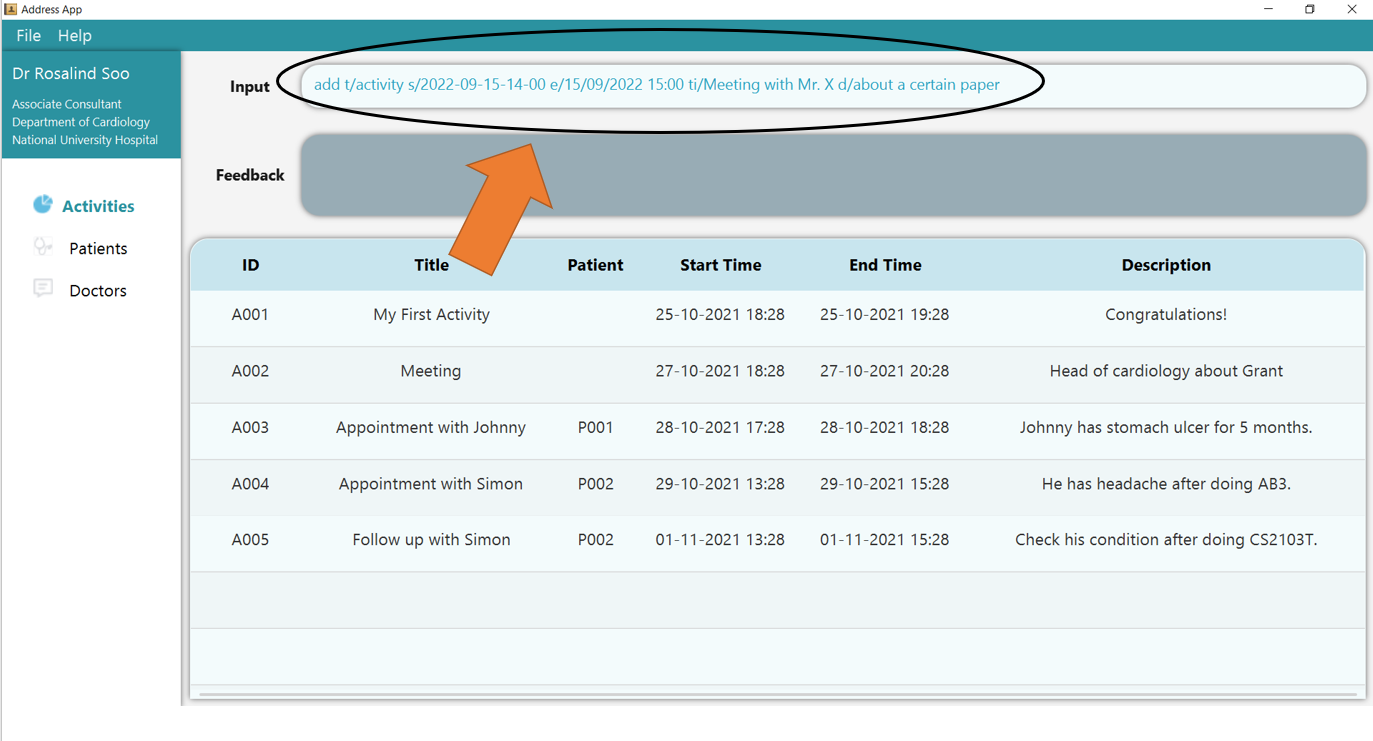 Address App
File Help
Dr Rosalind Soo
Associate Consultant
Department of Cardiology
National University Hospital
Activities
Patients
Doctors
Input
add t/activity s/2022-09-15-14-00 e/15/09/2022 15:00 ti/Meeting with Mr. X d/about a certain paper
Feedback
ID Title Patient Start Time End Time Description
A001 My First Activity 25-10-2021 18:28 25-10-2021 19:28 Congratulations!
A002 Meeting 27-10-2021 18:28 27-10-2021 20:28 Head of cardiology about Grant
A003 Appointment with Johnny P001 28-10-2021 17:28 28-10-2021 18:28 Johnny has stomach ulcer for 5 months.
A004 Appointment with Simon P002 29-10-2021 13:28 29-10-2021 15:28 He has headache after doing AB3.
A005 Follow up with Simon P002 01-11-2021 13:28 01-11-2021 15:28 Check his condition after doing CS2103T.